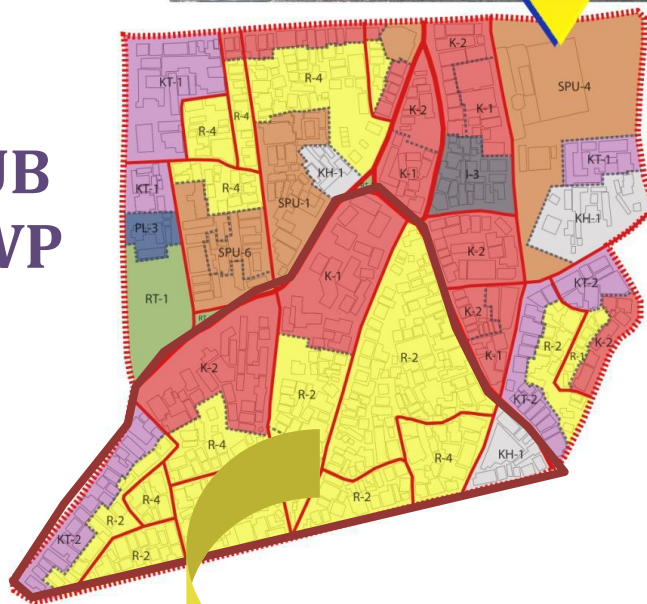 UB
WP
KT-1
R-4
R-4
R-4
K-2
K-2
K-1
SPU-4
KT-1
R-4
SPU-1
KH-1
K-1
I-3
KT-1
KH-1
PL-3
SPU-6
RT-1
K-1
K-2
KT-2
K-2
R-2
R-1
K-2
K-2
R-2
K-1
R-2
KT-2
R-4
R-4
KH-1
R-4
R-2
R-2
KT-2
R-2